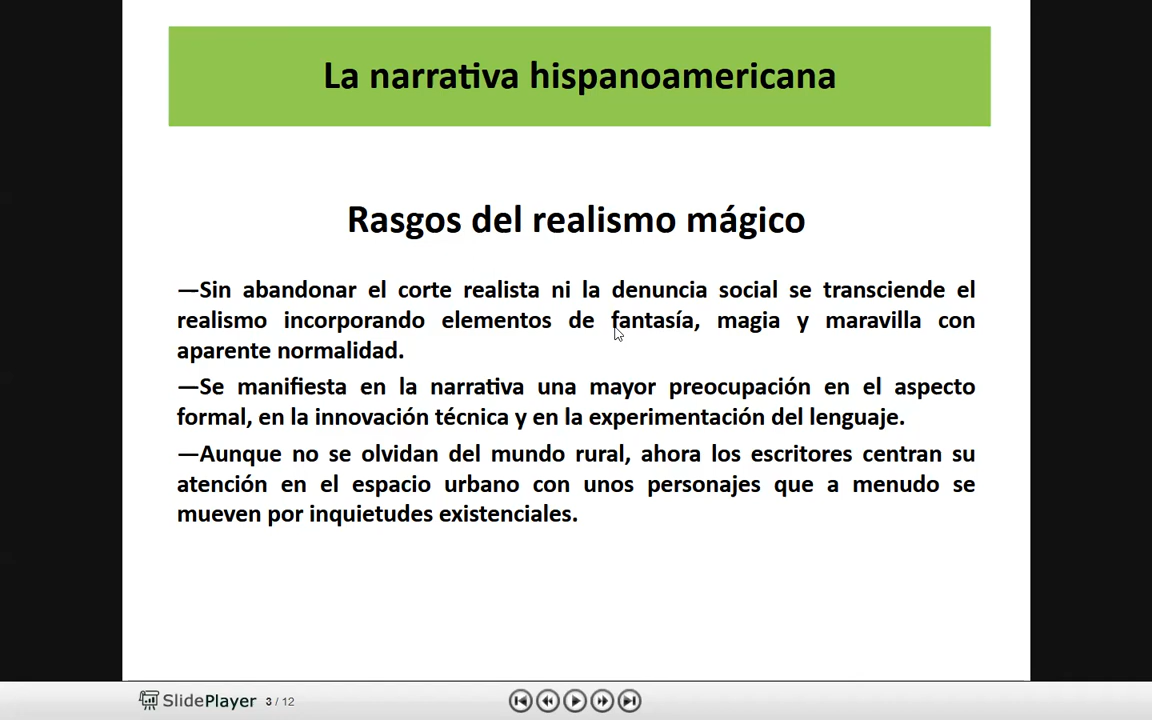 La narrativa hispanoamericana
Rasgos del realismo mágico
—Sin abandonar el corte realista ni la denuncia social se transciende el
realismo incorporando elementos de fantasía, magia y maravilla con
aparente normalidad.
—Se manifiesta en la narrativa una mayor preocupación en el aspecto
formal, en la innovación técnica y en la experimentación del lenguaje.
—Aunque no se olvidan del mundo rural, ahora los escritores centran su
atención en el espacio urbano con unos personajes que a menudo se
mueven por inquietudes existenciales.
SlidePlayer 3 / 12